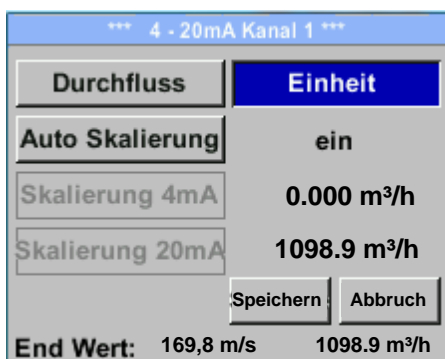 *** 4 - 20mA Kanal 1 ***
Durchfluss Einheit
Auto Skalierung ein
Skalierung 4mA 0.000 m³/h
Skalierung 20mA 1098.9 m³/h
Speichern Abbruch
End Wert: 169,8 m/s 1098.9 m³/h